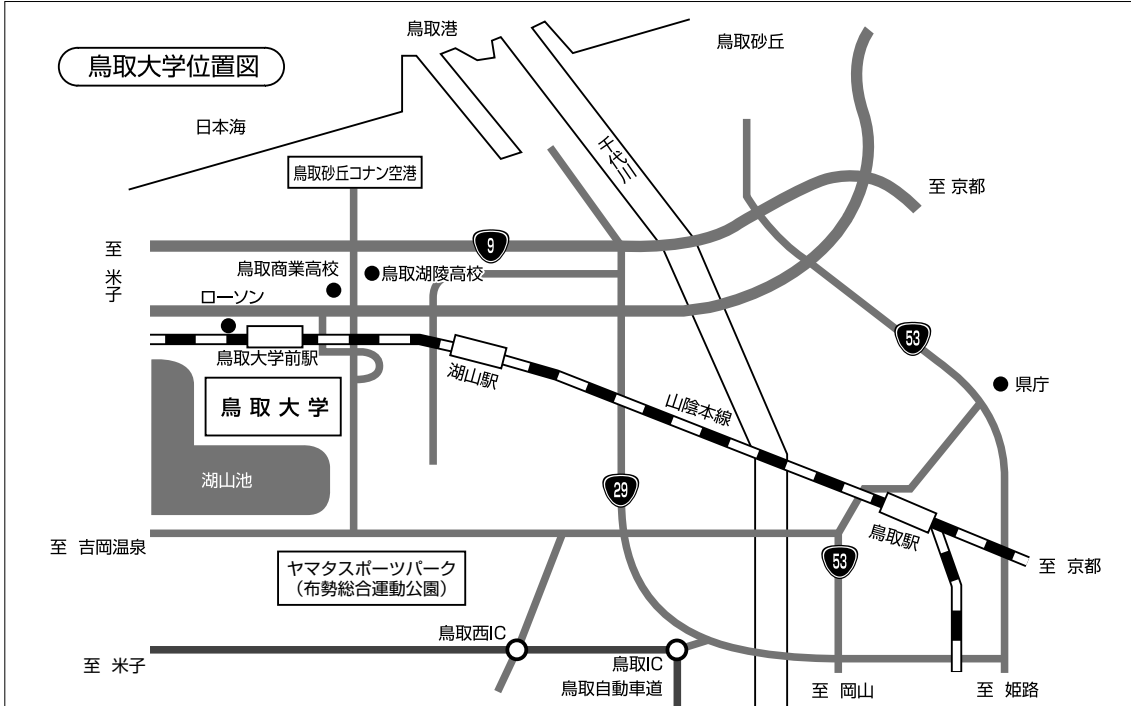 鳥取港
鳥取砂丘
鳥取大学位置図
日本海
千代川
鳥取砂丘コナン空港
至 京都
至 米子
9
鳥取商業高校
鳥取湖陵高校
ローソン
53
鳥取大学前駅
湖山駅
県庁
鳥取大学
山陰本線
湖山池
29
鳥取駅
至 吉岡温泉
53
至 京都
ヤマタスポーツパーク
（布勢総合運動公園）
鳥取西IC
至 米子
鳥取IC
鳥取自動車道
至 岡山
至 姫路